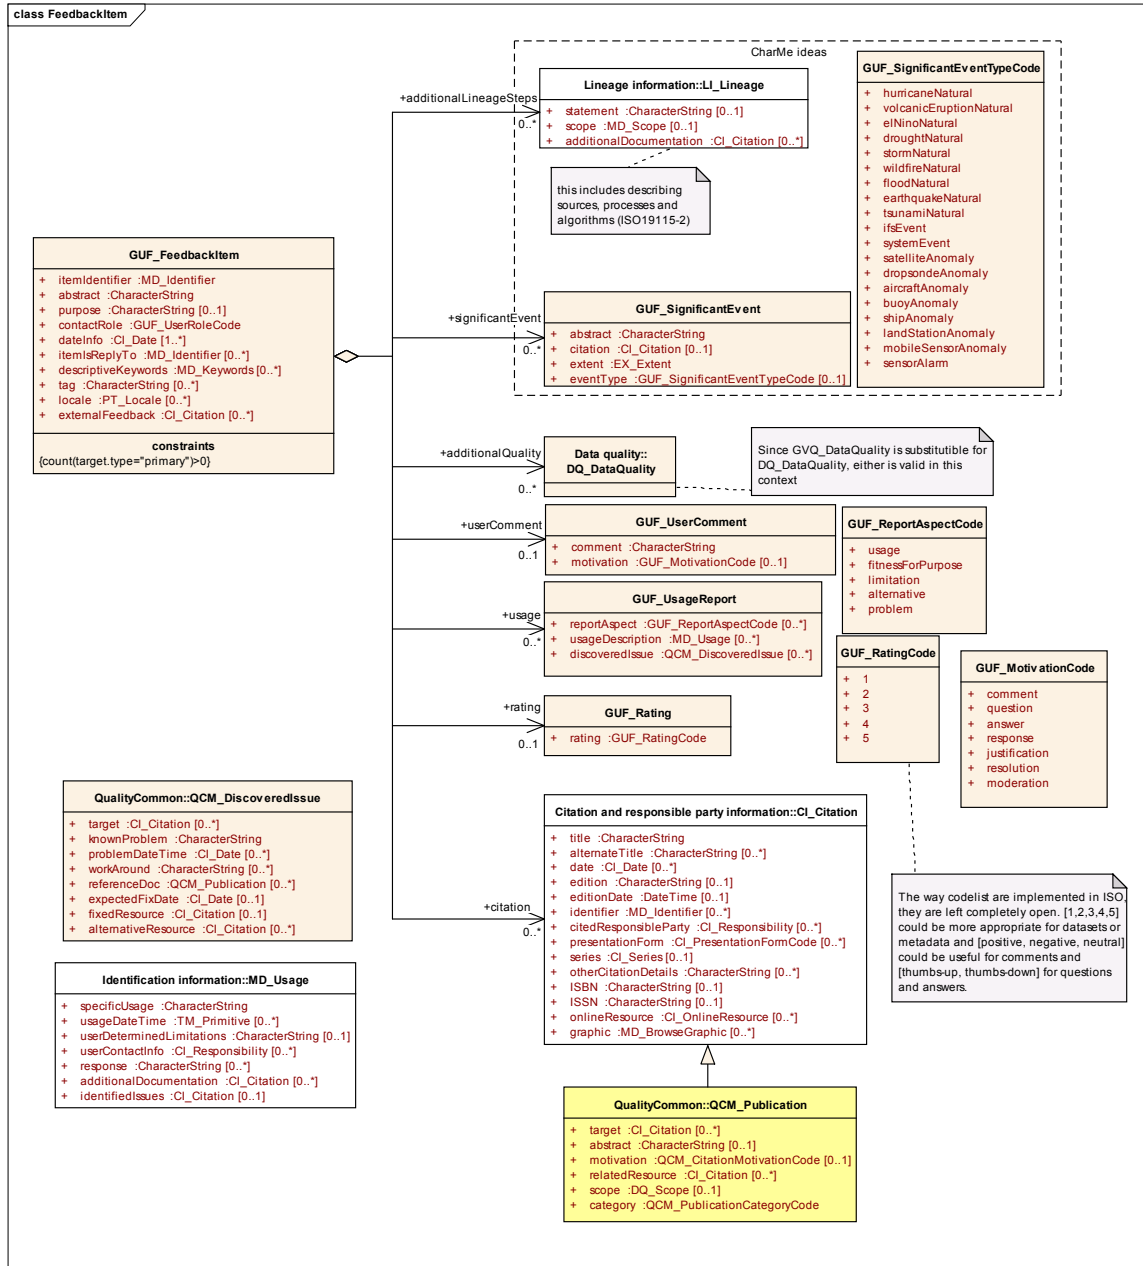 class FeedbackItem
CharMe ideas
Lineage information::LI_Lineage
+ statement :CharacterString [0..1]
+ scope :MD_Scope [0..1]
+ additionalDocumentation :CI_Citation [0..*]
+additionalLineageSteps
0..*
this includes describing
sources, processes and
algorithms (ISO19115-2)
GUF_SignificantEventTypeCode
+ hurricaneNatural
+ volcanicEruptionNatural
+ elNinoNatural
+ droughtNatural
+ stormNatural
+ wildfireNatural
+ floodNatural
+ earthquakeNatural
+ tsunamiNatural
+ ifsEvent
+ systemEvent
+ satelliteAnomaly
+ dropsondeAnomaly
+ aircraftAnomaly
+ buoyAnomaly
+ shipAnomaly
+ landStationAnomaly
+ mobileSensorAnomaly
+ sensorAlarm
GUF_FeedbackItem
+ itemIdentifier :MD_Identifier
+ abstract :CharacterString
+ purpose :CharacterString [0..1]
+ contactRole :GUF_UserRoleCode
+ dateInfo :CI_Date [1..*]
+ itemIsReplyTo :MD_Identifier [0..*]
+ descriptiveKeywords :MD_Keywords [0..*]
+ tag :CharacterString [0..*]
+ locale :PT_Locale [0..*]
+ externalFeedback :CI_Citation [0..*]
constraints
{count(target.type="primary")>0}
+significantEvent
0..*
GUF_SignificantEvent
+ abstract :CharacterString
+ citation :CI_Citation [0..1]
+ extent :EX_Extent
+ eventType :GUF_SignificantEventTypeCode [0..1]
+additionalQuality
0..*
Data quality::
DQ_DataQuality
Since GVQ_DataQuality is substitutible for
DQ_DataQuality, either is valid in this
context
+userComment
0..1
GUF_UserComment
+ comment :CharacterString
+ motivation :GUF_MotivationCode [0..1]
GUF_ReportAspectCode
+ usage
+ fitnessForPurpose
+ limitation
+ alternative
+ problem
+usage
0..*
GUF_UsageReport
+ reportAspect :GUF_ReportAspectCode [0..*]
+ usageDescription :MD_Usage [0..*]
+ discoveredIssue :QCM_DiscoveredIssue [0..*]
GUF_RatingCode
+ 1
+ 2
+ 3
+ 4
+ 5
GUF_MotivationCode
+ comment
+ question
+ answer
+ response
+ justification
+ resolution
+ moderation
+rating
0..1
GUF_Rating
+ rating :GUF_RatingCode
QualityCommon::QCM_DiscoveredIssue
+ target :CI_Citation [0..*]
+ knownProblem :CharacterString
+ problemDateTime :CI_Date [0..*]
+ workAround :CharacterString [0..*]
+ referenceDoc :QCM_Publication [0..*]
+ expectedFixDate :CI_Date [0..1]
+ fixedResource :CI_Citation [0..1]
+ alternativeResource :CI_Citation [0..*]
+citation
0..*
Citation and responsible party information::CI_Citation
+ title :CharacterString
+ alternateTitle :CharacterString [0..*]
+ date :CI_Date [0..*]
+ edition :CharacterString [0..1]
+ editionDate :DateTime [0..1]
+ identifier :MD_Identifier [0..*]
+ citedResponsibleParty :CI_Responsibility [0..*]
+ presentationForm :CI_PresentationFormCode [0..*]
+ series :CI_Series [0..1]
+ otherCitationDetails :CharacterString [0..*]
+ ISBN :CharacterString [0..1]
+ ISSN :CharacterString [0..1]
+ onlineResource :CI_OnlineResource [0..*]
+ graphic :MD_BrowseGraphic [0..*]
The way codelist are implemented in ISO,
they are left completely open. [1,2,3,4,5]
could be more appropriate for datasets or
metadata and [positive, negative, neutral]
could be useful for comments and
[thumbs-up, thumbs-down] for questions
and answers.
Identification information::MD_Usage
+ specificUsage :CharacterString
+ usageDateTime :TM_Primitive [0..*]
+ userDeterminedLimitations :CharacterString [0..1]
+ userContactInfo :CI_Responsibility [0..*]
+ response :CharacterString [0..*]
+ additionalDocumentation :CI_Citation [0..*]
+ identifiedIssues :CI_Citation [0..1]
QualityCommon::QCM_Publication
+ target :CI_Citation [0..*]
+ abstract :CharacterString [0..1]
+ motivation :QCM_CitationMotivationCode [0..1]
+ relatedResource :CI_Citation [0..*]
+ scope :DQ_Scope [0..1]
+ category :QCM_PublicationCategoryCode